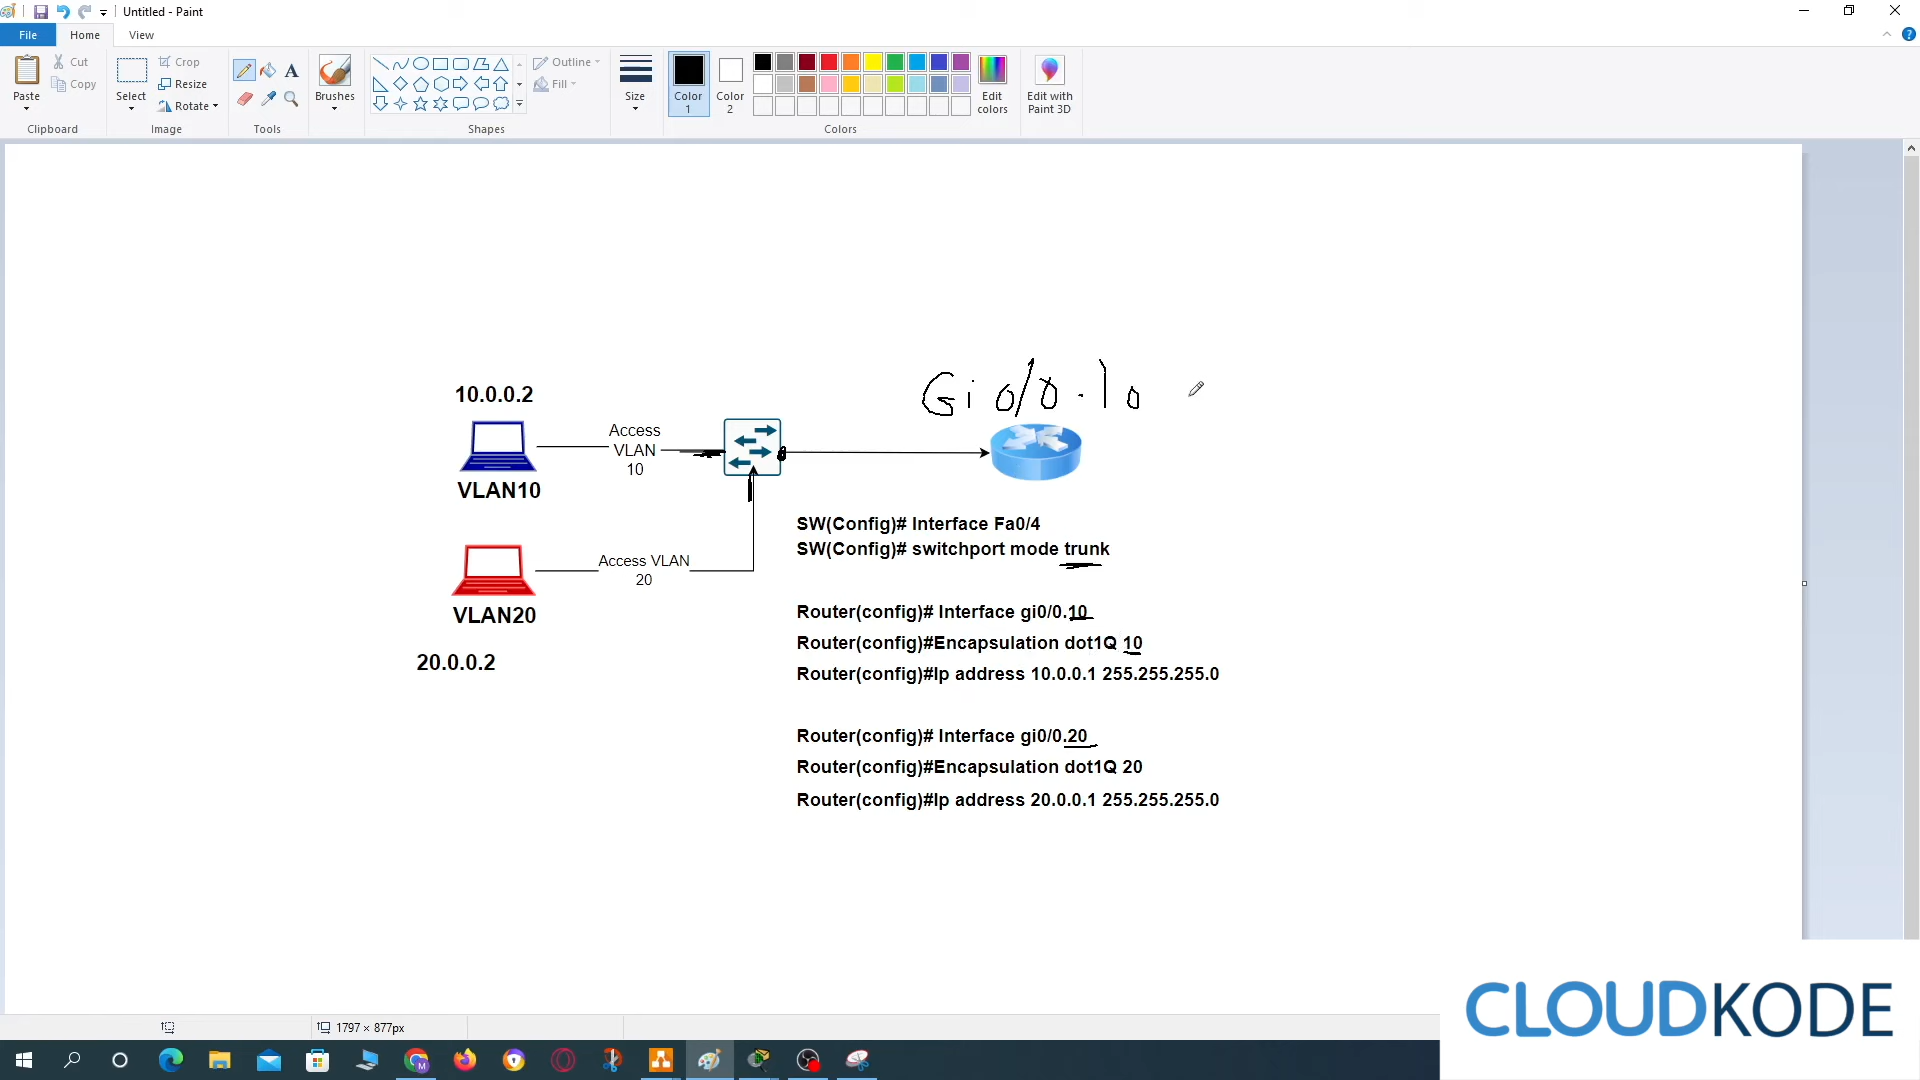 Untitled - Paint
File
Home
View
Paste
Cut
Copy
Clipboard
Select
Crop
Resize
Rotate
Image
Tools
Brushes
Shapes
Outline
Fill
Size
Color 1
Color 2
Edit colors
Edit with Paint 3D
Colors
Gi 0/0.10
10.0.0.2
Access
VLAN
10
VLAN10
Access VLAN
20
VLAN20
20.0.0.2
SW(Config)# Interface Fa0/4
SW(Config)# switchport mode trunk
Router(config)# Interface gi0/0.10
Router(config)#Encapsulation dot1Q 10
Router(config)#Ip address 10.0.0.1 255.255.255.0
Router(config)# Interface gi0/0.20
Router(config)#Encapsulation dot1Q 20
Router(config)#Ip address 20.0.0.1 255.255.255.0
1797 × 877px
CLOUDKODE